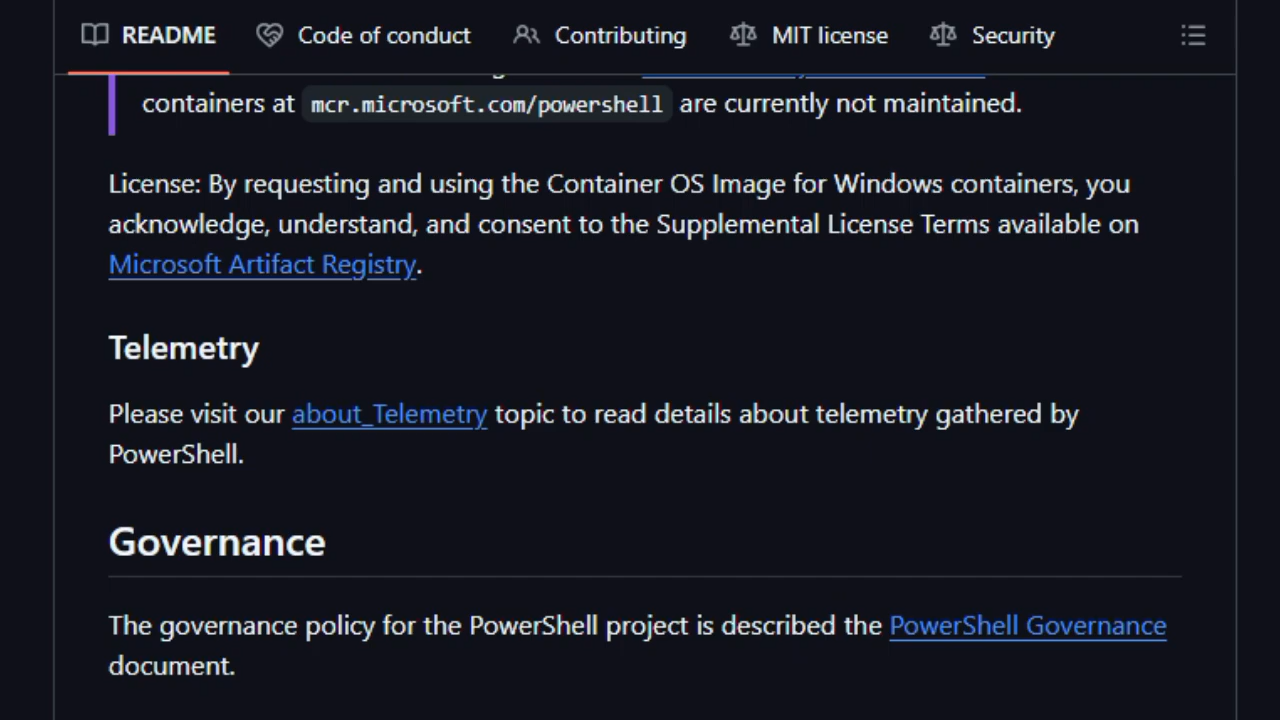 README Code of conduct Contributing MIT license Security
containers at mcr.microsoft.com/powershell are currently not maintained.
License: By requesting and using the Container OS Image for Windows containers, you
acknowledge, understand, and consent to the Supplemental License Terms available on
Microsoft Artifact Registry.
Telemetry
Please visit our about_Telemetry topic to read details about telemetry gathered by
PowerShell.
Governance
The governance policy for the PowerShell project is described the PowerShell Governance
document.